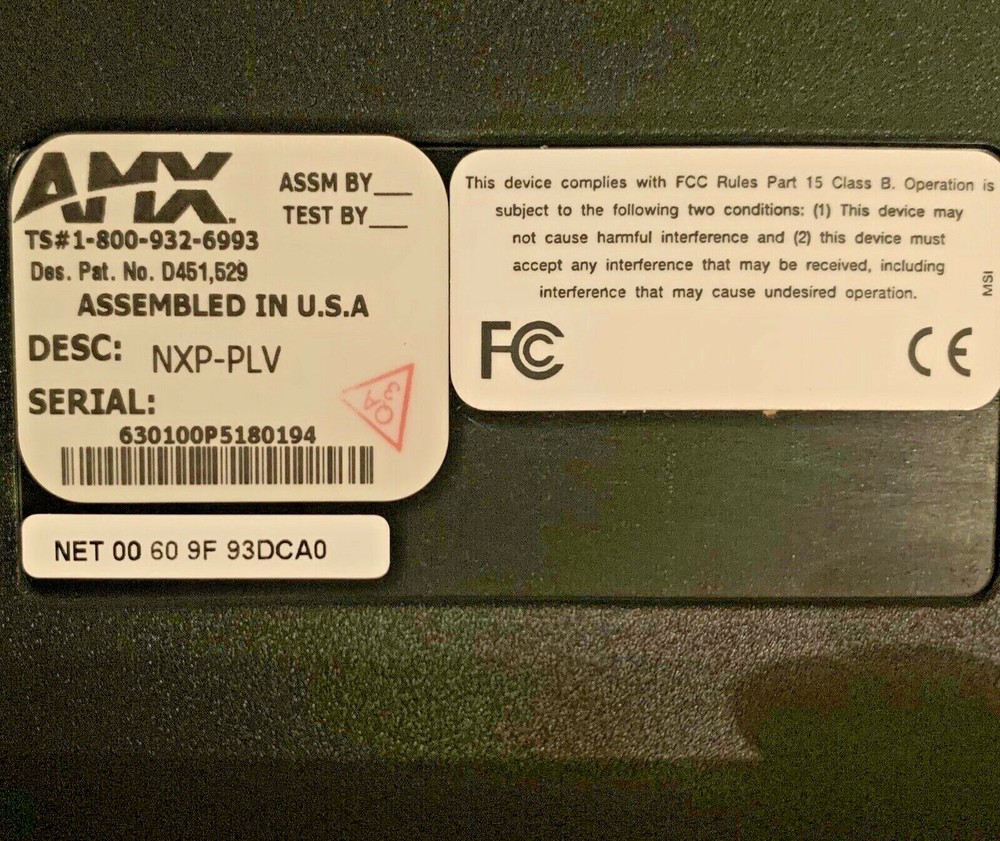 AMX™
ASSM BY___
TEST BY___
TS#1-800-932-6993
Des. Pat. No. D451,529
ASSEMBLED IN U.S.A
DESC: NXP-PLV
SERIAL:
QA
3
630100P5180194
NET 00 60 9F 93DCA0
This device complies with FCC Rules Part 15 Class B. Operation is
subject to the following two conditions: (1) This device may
not cause harmful interference and (2) this device must
accept any interference that may be received, including
interference that may cause undesired operation.
MSI
FC CE